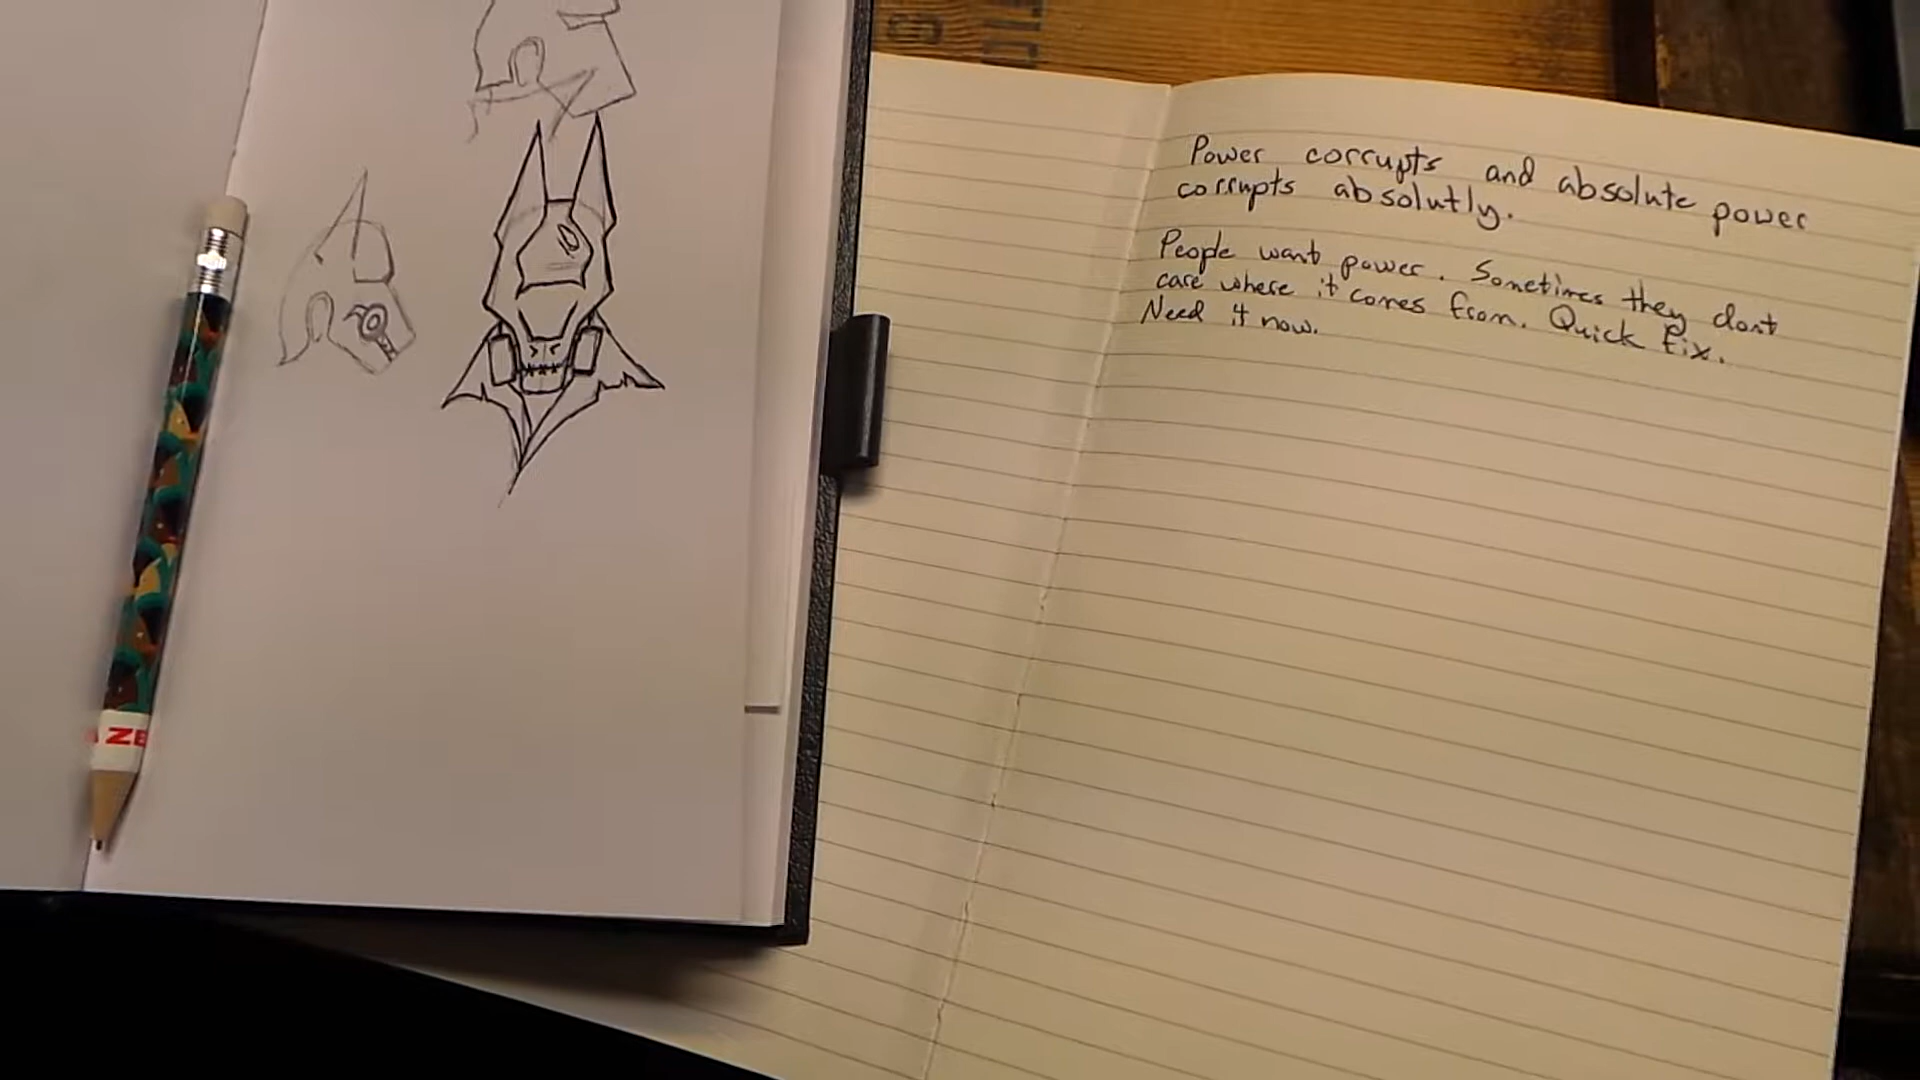 Power corrupts and absolute power
corrupts absolutly.
People want power. Sometimes they dont
care where it comes from. Quick fix.
Need it now.
ZE